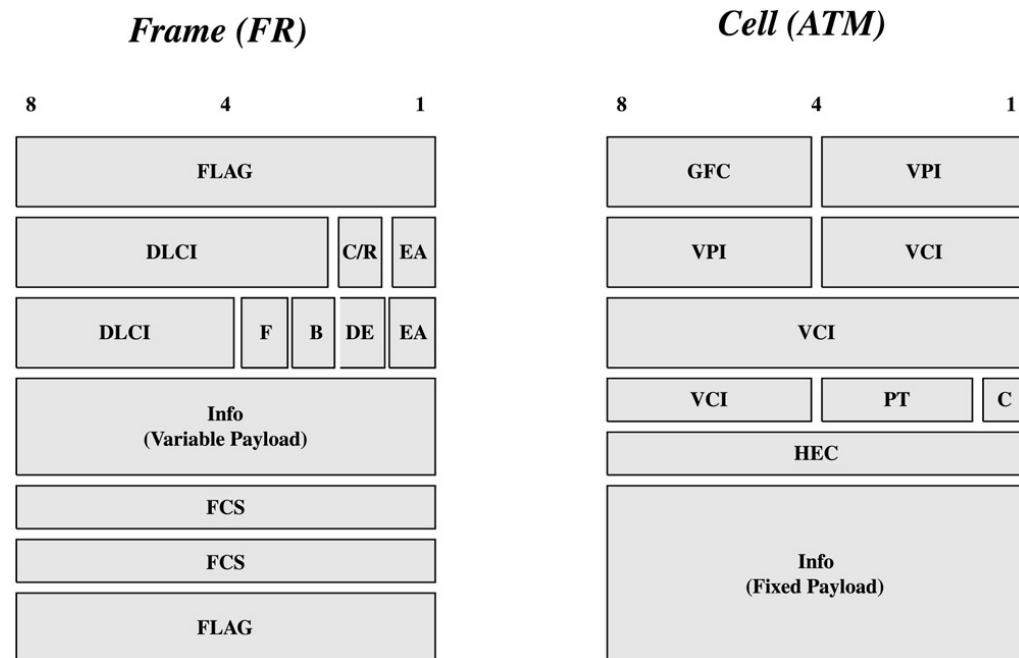 Frame (FR)
8 4 1
FLAG
DLCI C/R EA
DLCI F B DE EA
Info
(Variable Payload)
FCS
FCS
FLAG
Cell (ATM)
8 4 1
GFC VPI
VPI VCI
VCI
VCI PT C
HEC
Info
(Fixed Payload)